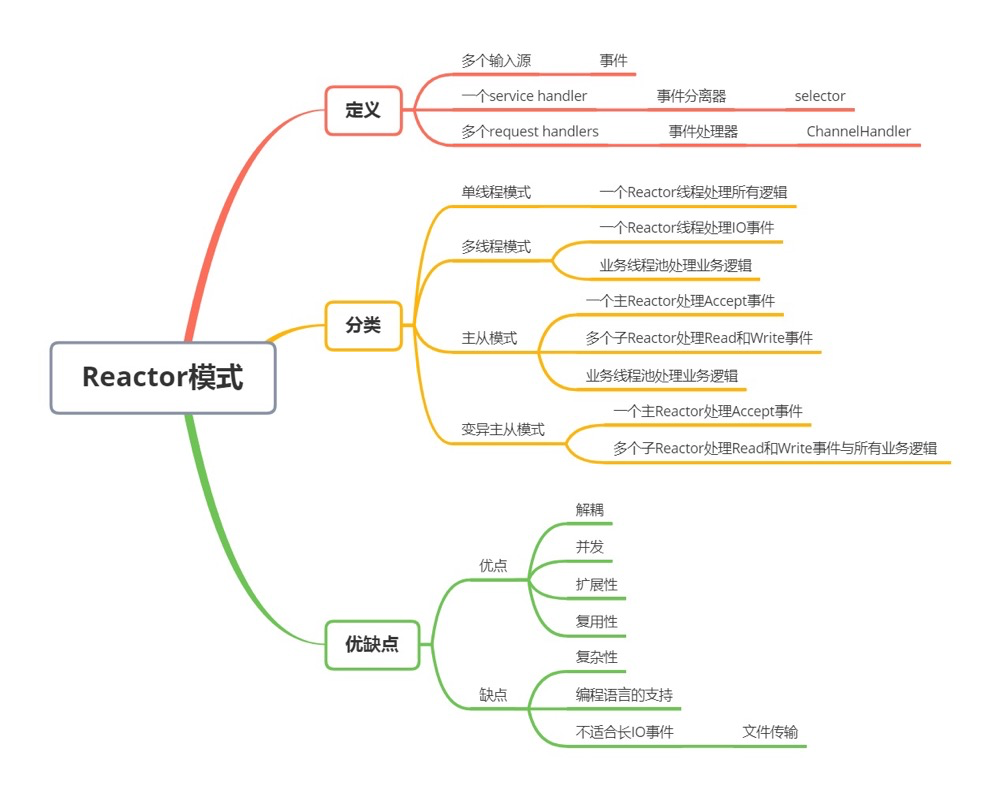 Reactor模式
定义
多个输入源
事件
一个service handler
事件分离器
selector
多个request handlers
事件处理器
ChannelHandler
分类
单线程模式
一个Reactor线程处理所有逻辑
多线程模式
一个Reactor线程处理IO事件
业务线程池处理业务逻辑
主从模式
一个主Reactor处理Accept事件
多个子Reactor处理Read和Write事件
业务线程池处理业务逻辑
变异主从模式
一个主Reactor处理Accept事件
多个子Reactor处理Read和Write事件与所有业务逻辑
优缺点
优点
解耦
并发
扩展性
复用性
缺点
复杂性
编程语言的支持
不适合长IO事件
文件传输